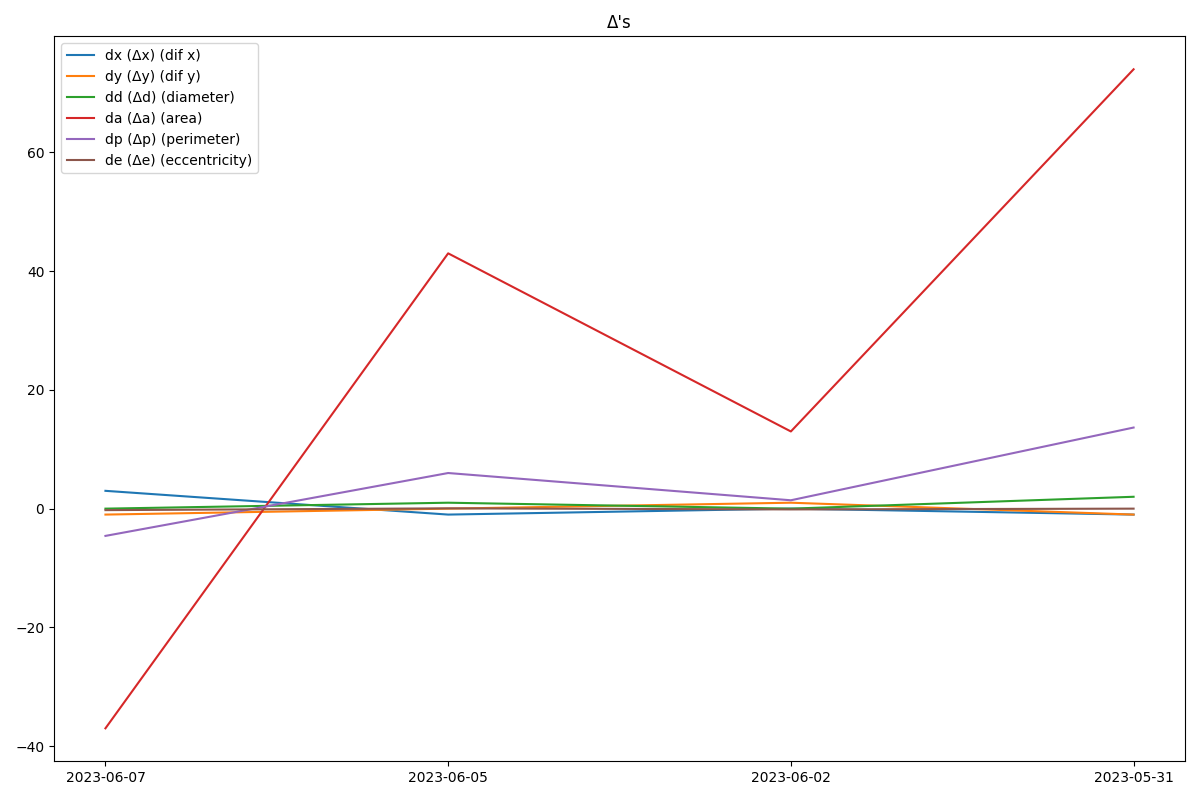 Δ's
dx (Δx) (dif x)
dy (Δy) (dif y)
dd (Δd) (diameter)
da (Δa) (area)
dp (Δp) (perimeter)
de (Δe) (eccentricity)
60
40
20
0
−20
−40
2023-06-07 2023-06-05 2023-06-02 2023-05-31